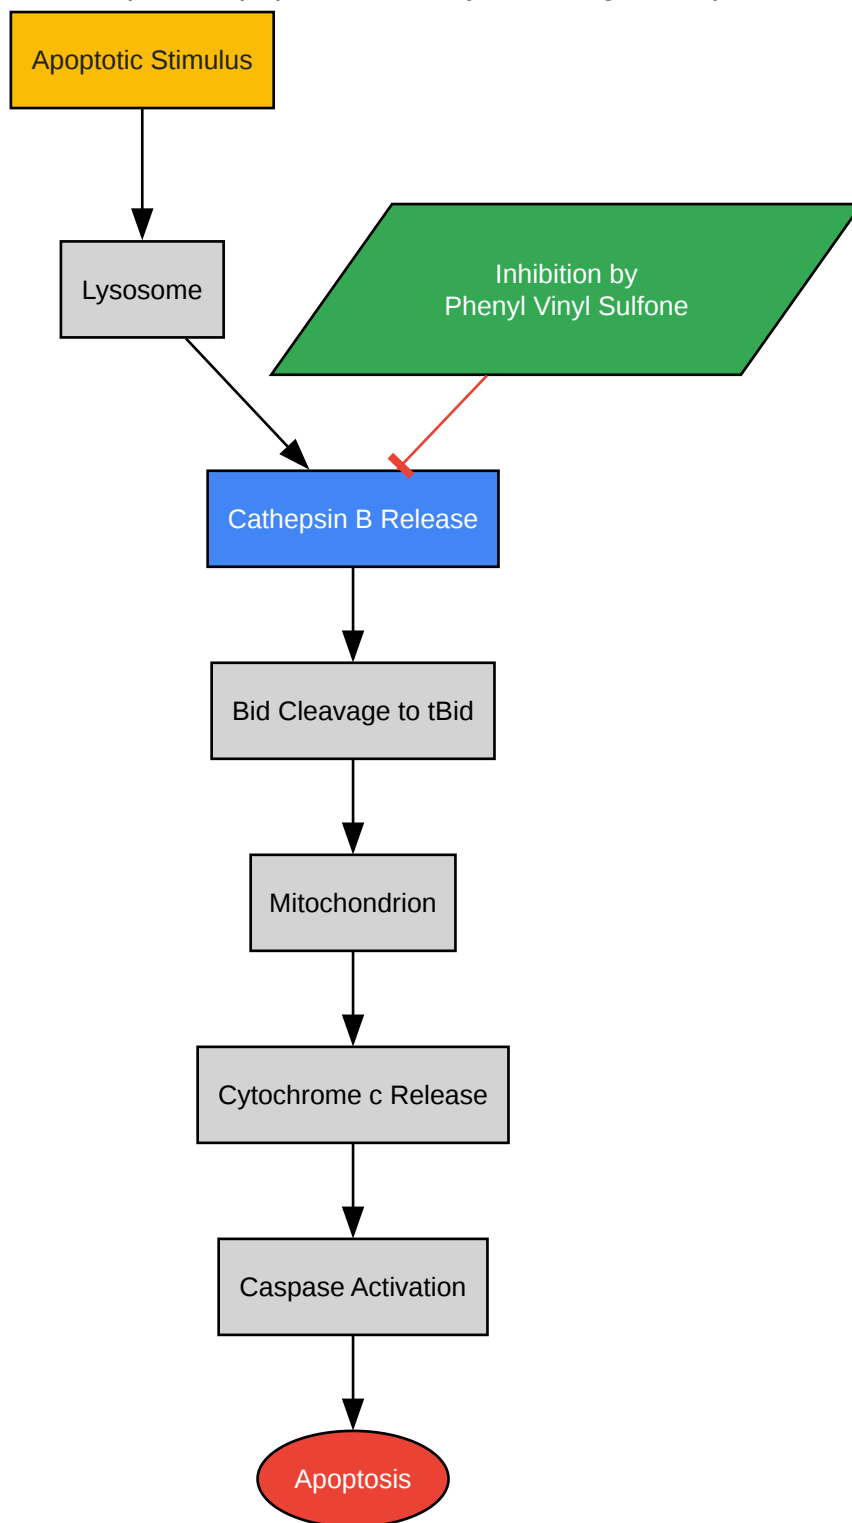 Apoptotic Stimulus
Lysosome
Inhibition by
Phenyl Vinyl Sulfone
Cathepsin B Release
Bid Cleavage to tBid
Mitochondrion
Cytochrome c Release
Caspase Activation
Apoptosis